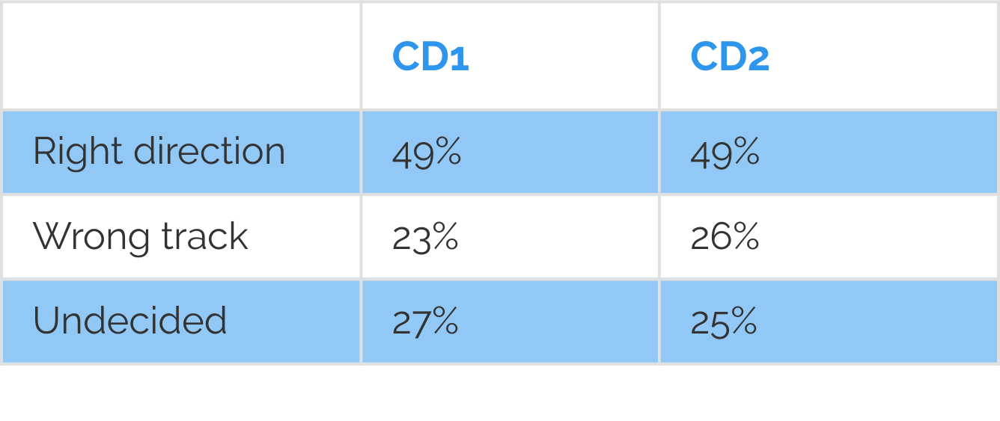 CD1 CD2
Right direction 49% 49%
Wrong track 23% 26%
Undecided 27% 25%